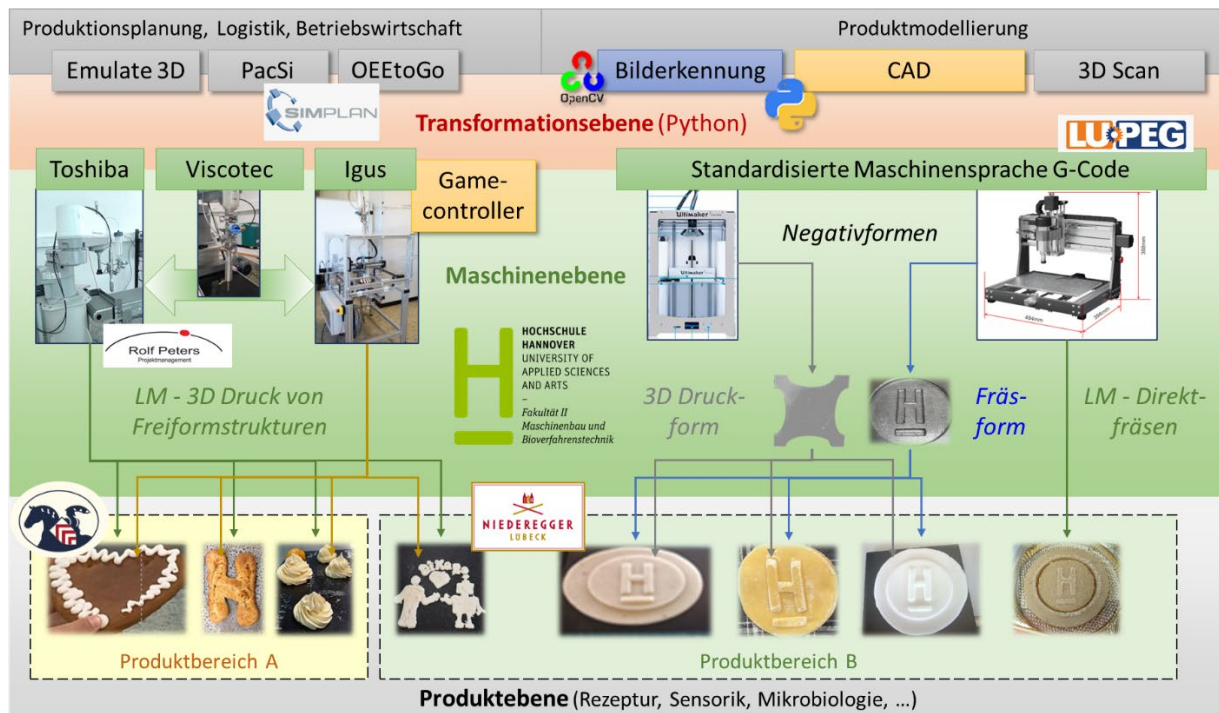 Produktionsplanung, Logistik, Betriebswirtschaft
Produktmodellierung
Emulate 3D
PacSi
OEEtoGo
OpenCV
Bilderkennung
CAD
3D Scan
SIMPLAN
Transformationsebene (Python)
LU PEG
Toshiba
Viscotec
Igus
Game-
controller
Standardisierte Maschinensprache G-Code
Ultimaker
Ultimaker
Negativformen
Maschinenebene
Rolf Peters
Projektmanagement
HOCHSCHULE
HANNOVER
UNIVERSITY OF
APPLIED SCIENCES
AND ARTS
–
Fakultät II
Maschinenbau und
Bioverfahrenstechnik
LM - 3D Druck von
Freiformstrukturen
3D Druck-
form
Fräs-
form
LM - Direkt-
fräsen
NIEDEREGGER
LÜBECK
Produktbereich A
Produktbereich B
Produktebene (Rezeptur, Sensorik, Mikrobiologie, …)